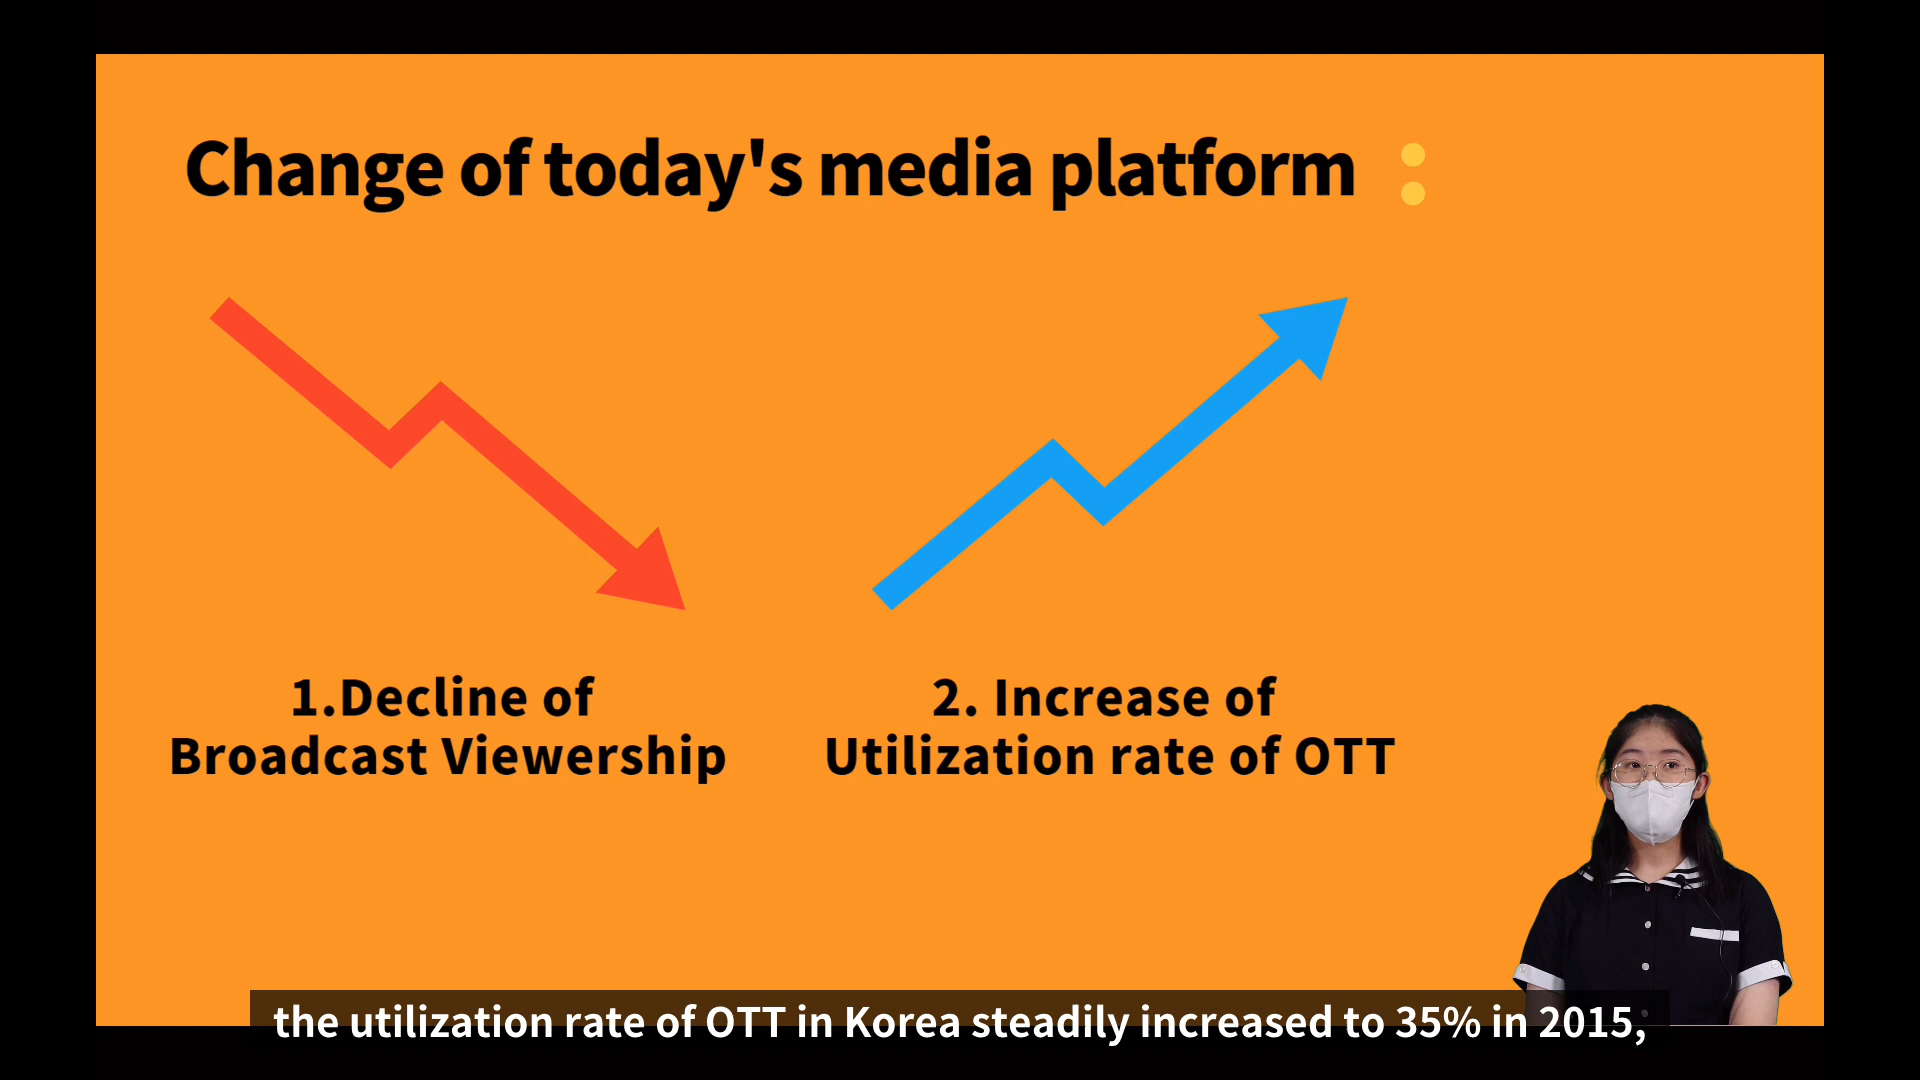 Change of today's media platform :
1.Decline of
Broadcast Viewership
2. Increase of
Utilization rate of OTT
the utilization rate of OTT in Korea steadily increased to 35% in 2015,